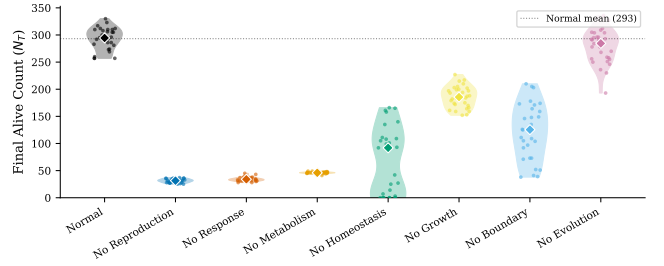 Final Alive Count (N_T)
350
300
250
200
150
100
50
0
Normal mean (293)
Normal
No Reproduction
No Response
No Metabolism
No Homeostasis
No Growth
No Boundary
No Evolution